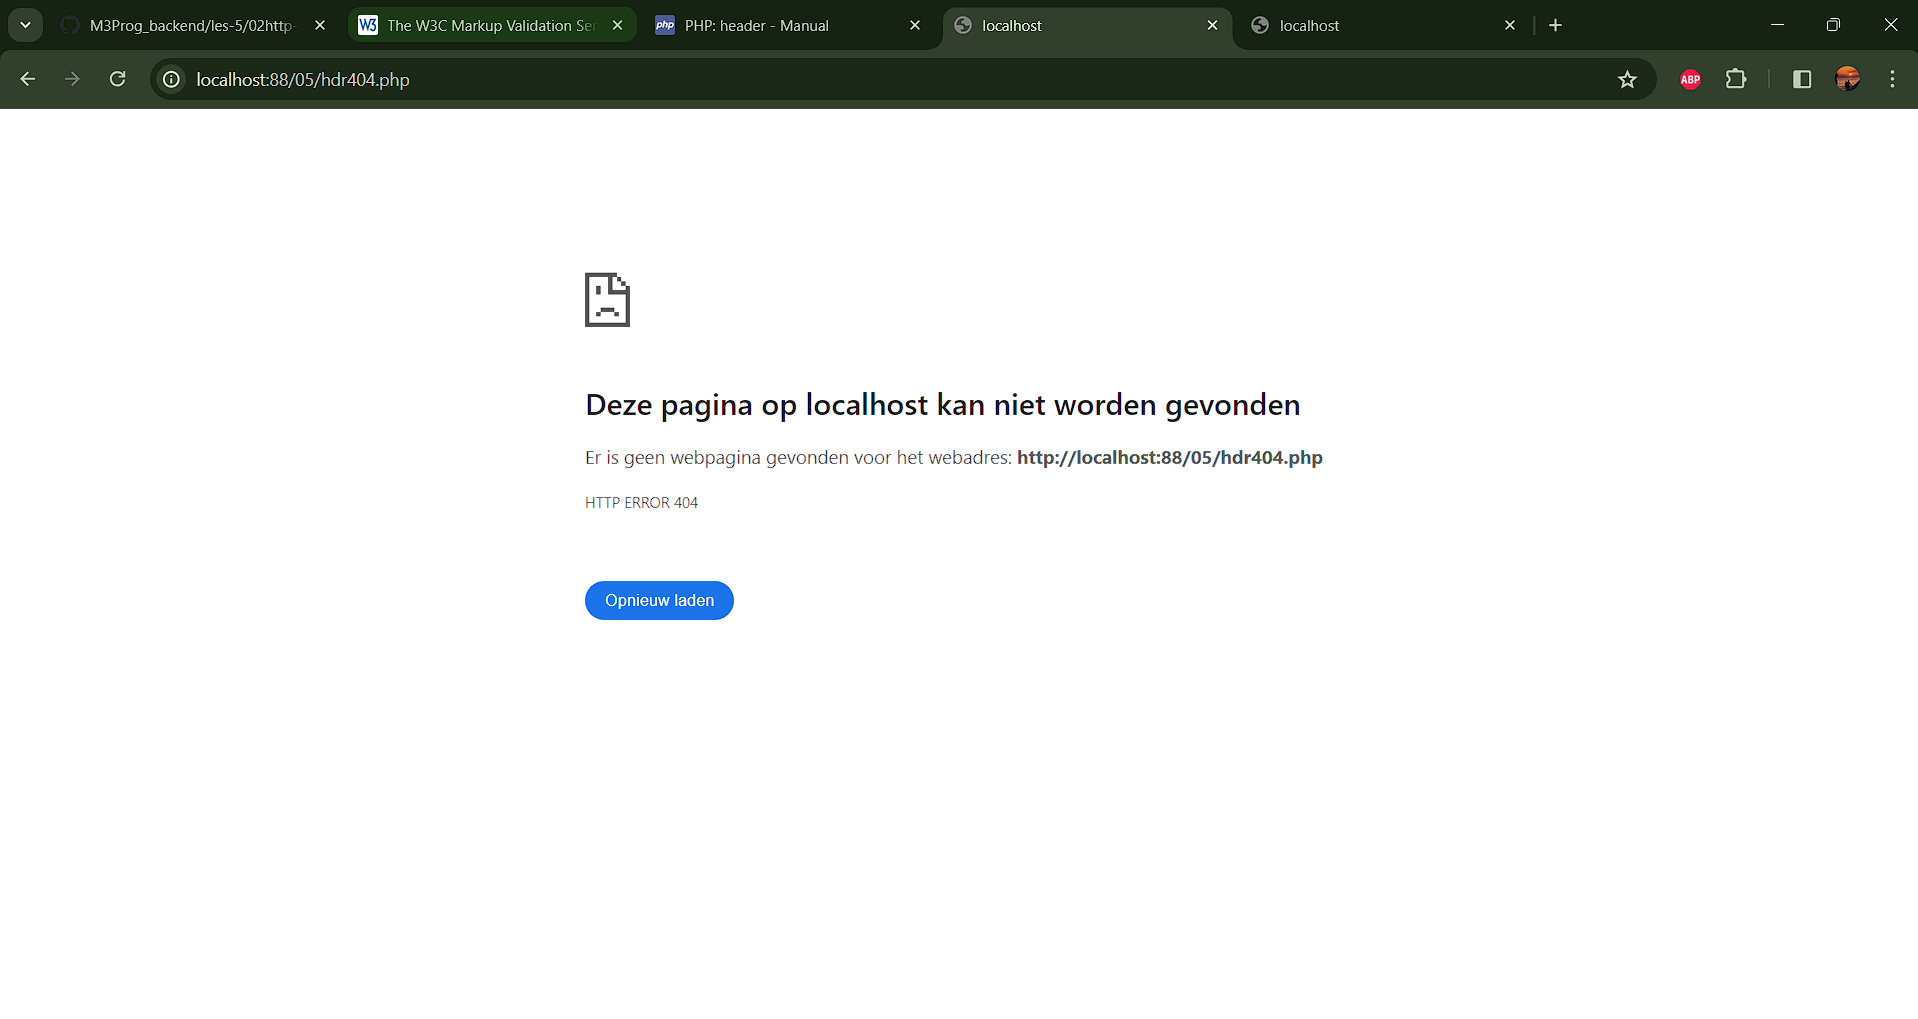 M3Prog_backend/les-5/02http-
W3
The W3C Markup Validation Ser
php
PHP: header - Manual
localhost
localhost
localhost:88/05/hdr404.php
ABP
Deze pagina op localhost kan niet worden gevonden
Er is geen webpagina gevonden voor het webadres: http://localhost:88/05/hdr404.php
HTTP ERROR 404
Opnieuw laden